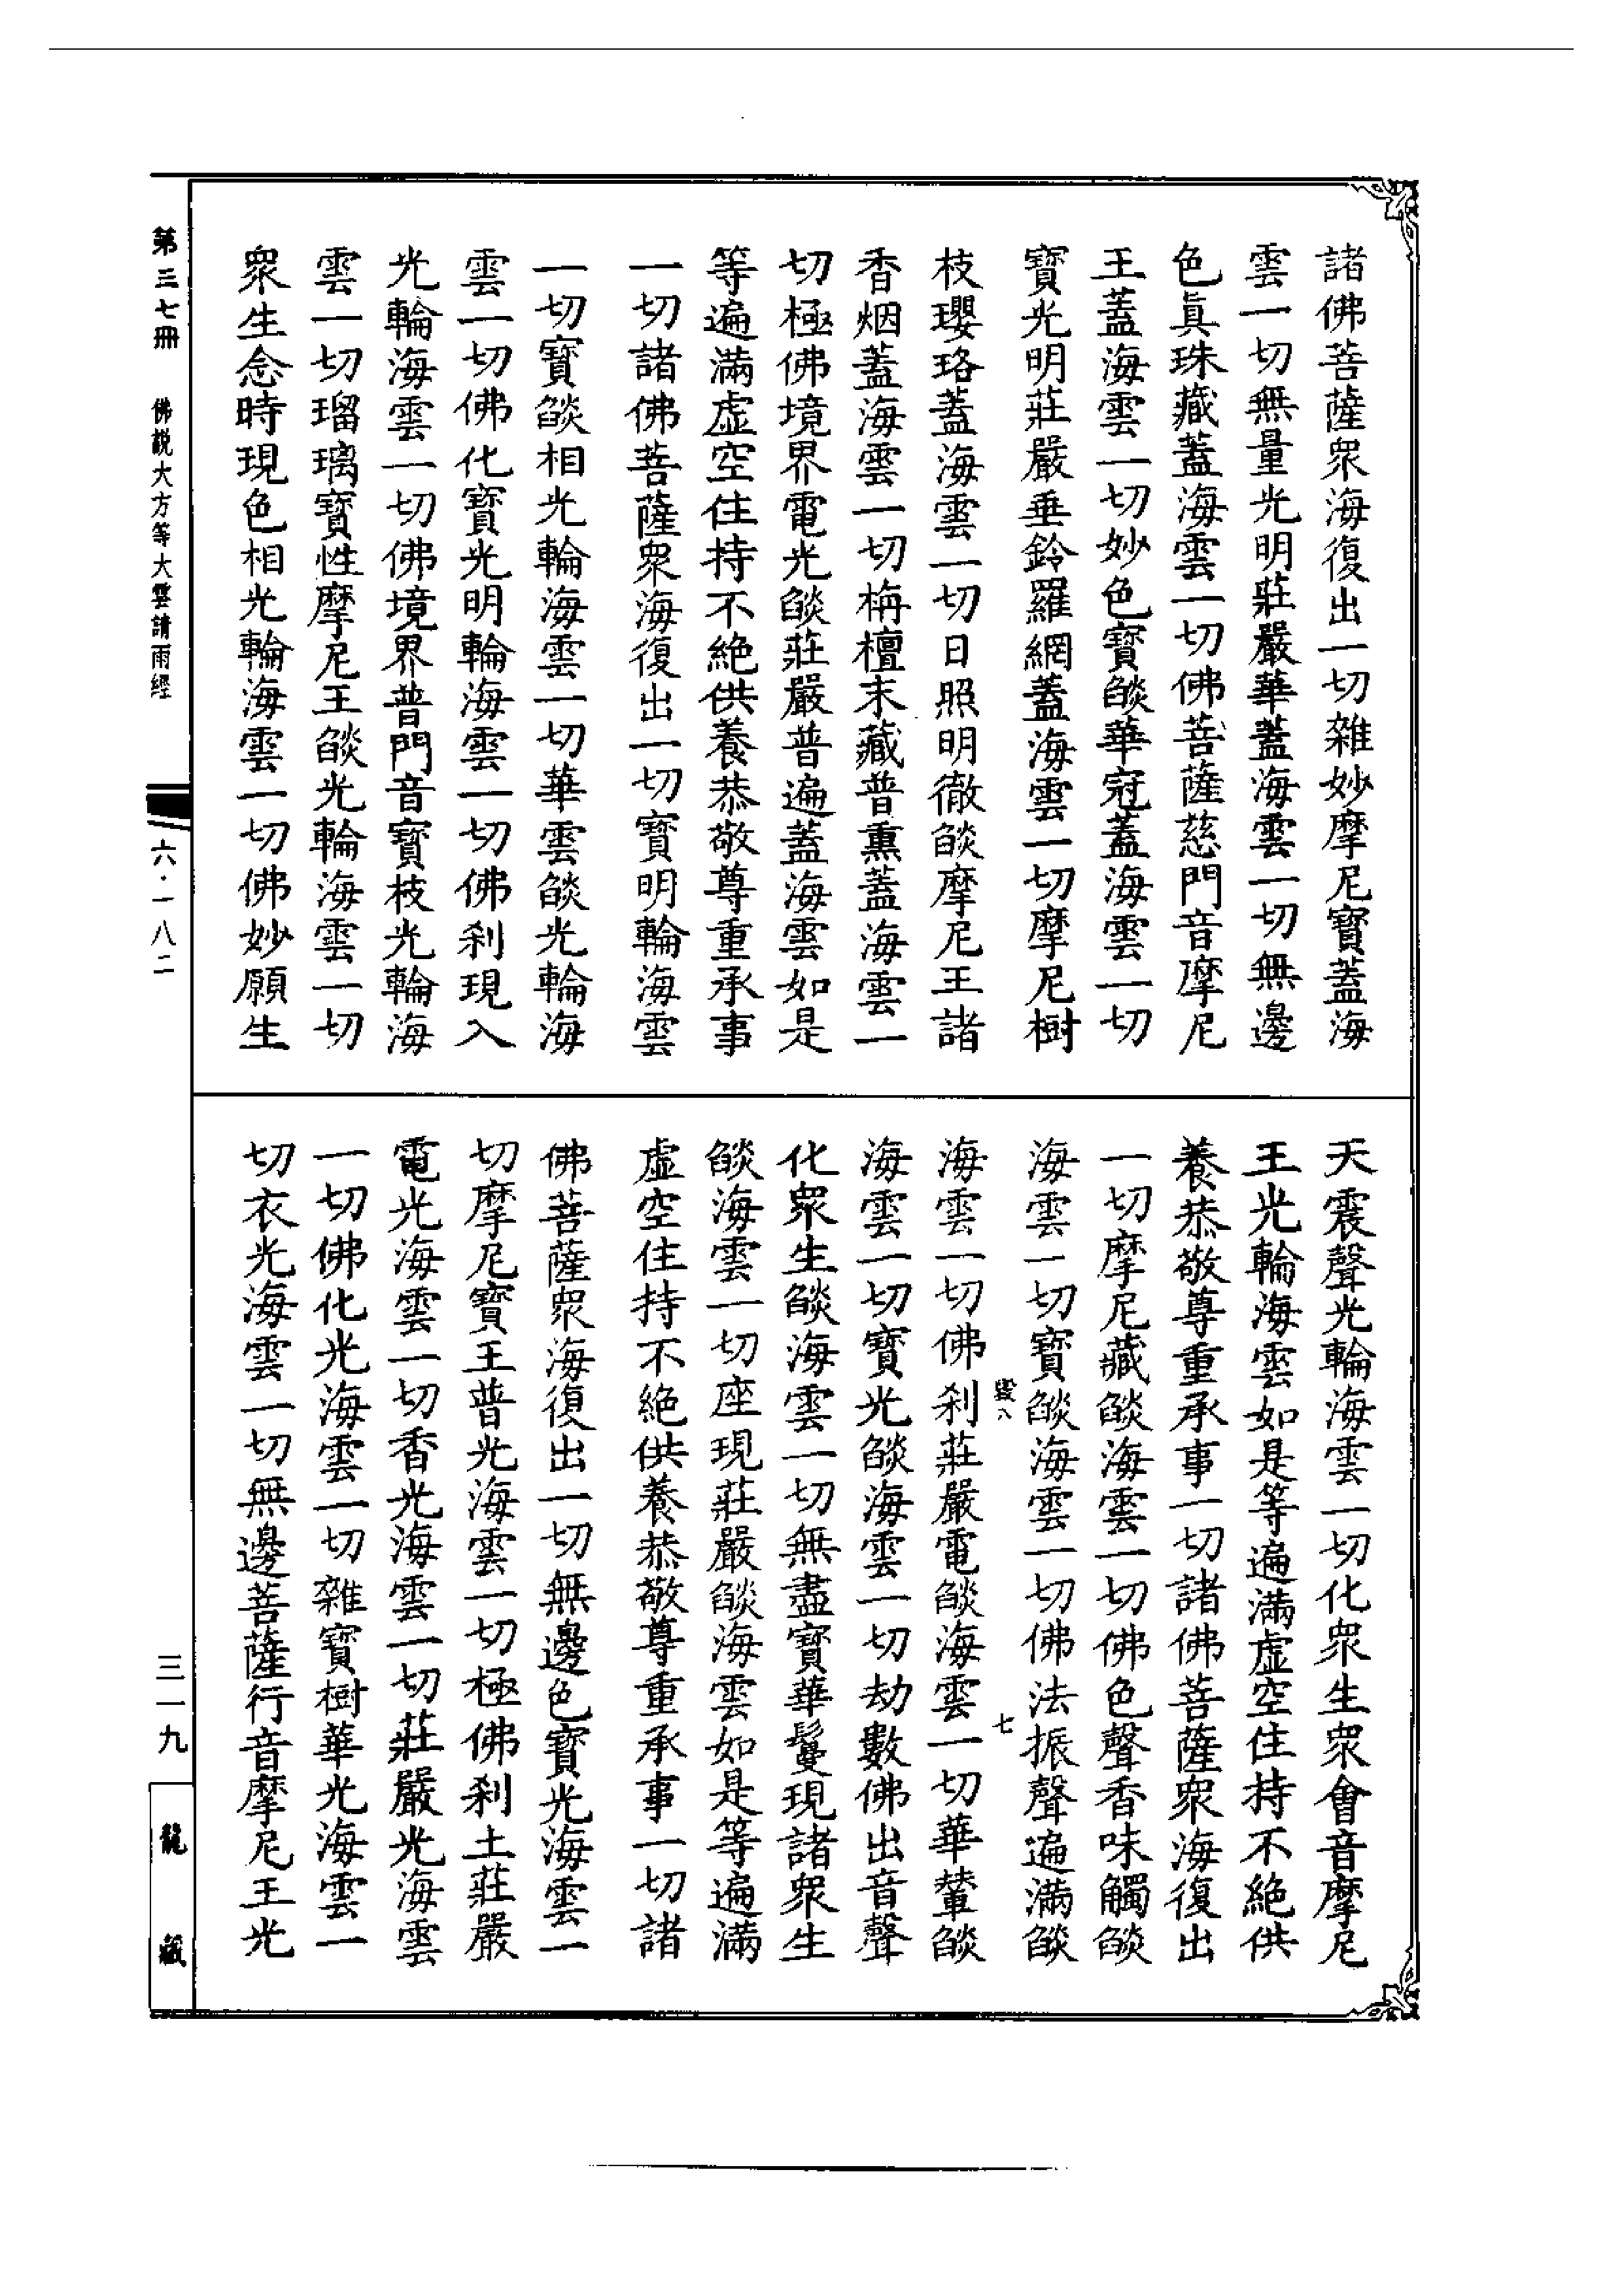 諸佛菩薩衆海復出一切雜妙摩尼寶蓋海
雲一切無量光明莊嚴華蓋海雲一切無邊
色眞珠藏蓋海雲一切佛菩薩慈門音摩尼
王蓋海雲一切妙色寶𦦨華冠蓋海雲一切
寶光明莊嚴垂鈴羅網蓋海雲一切摩尼樹
枝瓔珞蓋海雲一切日照明徹𦦨摩尼王諸
香烟蓋海雲一切栴檀末藏普熏蓋海雲一
切極佛境界電光𦦨莊嚴普遍蓋海雲如是
等遍滿虛空住持不絶供養恭敬尊重承事
一切諸佛菩薩衆海復出一切寶明輪海雲
一切寶𦦨相光輪海雲一切華雲𦦨光輪海
雲一切佛化寶光明輪海雲一切佛刹現入
光輪海雲一切佛境界普門音寶枝光輪海
雲一切瑠璃寶性摩尼王𦦨光輪海雲一切
衆生念時現色相光輪海雲一切佛妙願生
天震聲光輪海雲一切化衆生衆會音摩尼
王光輪海雲如是等遍滿虛空住持不絶供
養恭敬尊重承事一切諸佛菩薩衆海復出
一切摩尼藏𦦨海雲一切佛色聲香味觸𦦨
海雲一切寶𦦨海雲一切佛法振聲遍滿𦦨
海雲一切佛刹莊嚴電𦦨海雲一切華輦𦦨
海雲一切寶光𦦨海雲一切劫數佛出音聲
化衆生𦦨海雲一切無盡寶華鬘現諸衆生
𦦨海雲一切座現莊嚴𦦨海雲如是等遍滿
虛空住持不絶供養恭敬尊重承事一切諸
佛菩薩衆海復出一切無邊色寶光海雲一
切摩尼寶王普光海雲一切極佛刹土莊嚴
電光海雲一切香光海雲一切莊嚴光海雲
一切佛化光海雲一切雜寶樹華光海雲一
切衣光海雲一切無邊菩薩行音摩尼王光
八
七
第三七冊
佛説大方等大雲請雨經
六·一八二
三一九
龍藏